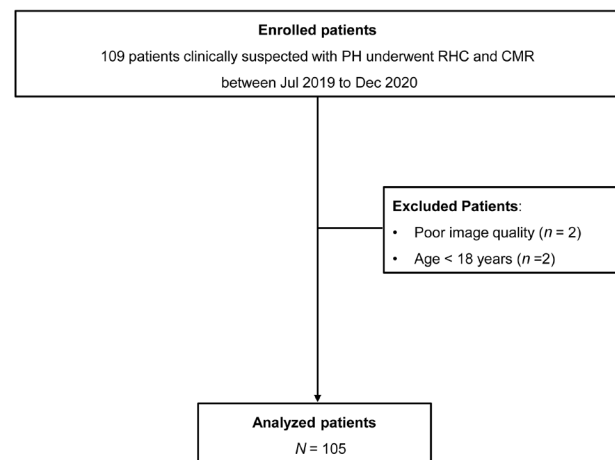 Enrolled patients
109 patients clinically suspected with PH underwent RHC and CMR
between Jul 2019 to Dec 2020
Excluded Patients:
• Poor image quality (n = 2)
• Age < 18 years (n =2)
Analyzed patients
N = 105